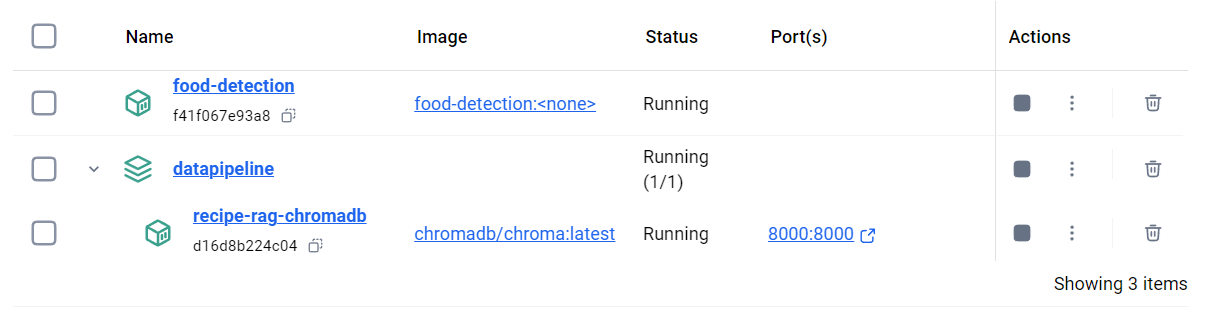 Name Image Status Port(s) Actions
food-detection
f41f067e93a8
food-detection:<none>
Running
datapipeline
Running
(1/1)
recipe-rag-chromadb
d16d8b224c04
chromadb/chroma:latest
Running
8000:8000
Showing 3 items